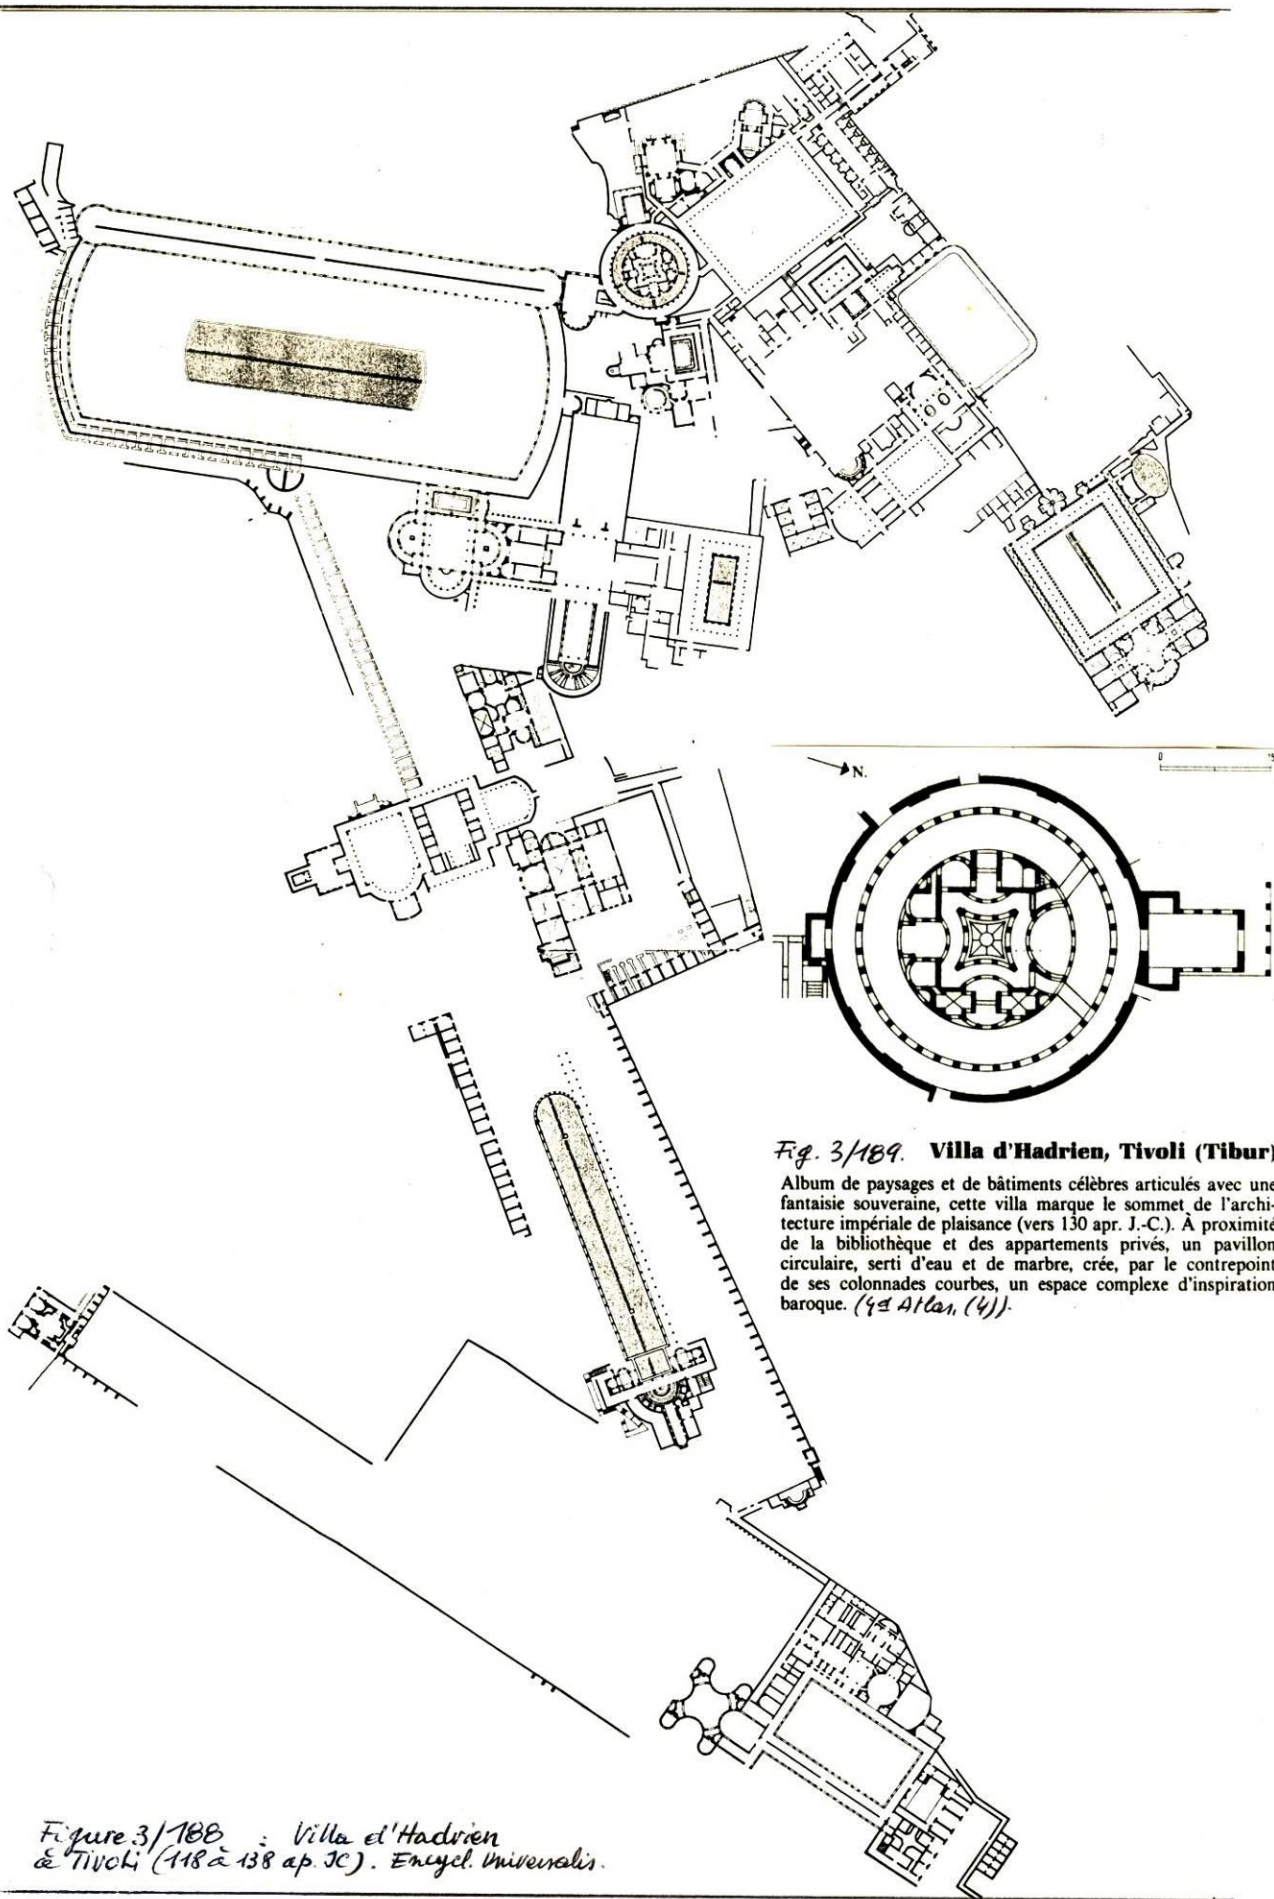 N.
0
Fig. 3/189. Villa d'Hadrien, Tivoli (Tibur)
Album de paysages et de bâtiments célèbres articulés avec une
fantaisie souveraine, cette villa marque le sommet de l'archi-
tecture impériale de plaisance (vers 130 apr. J.-C.). À proximité
de la bibliothèque et des appartements privés, un pavillon
circulaire, serti d'eau et de marbre, crée, par le contrepoint
de ses colonnades courbes, un espace complexe d'inspiration
baroque. Atlas, (4)).
Figure 3/188 : Villa d'Hadrien
à Tivoli (118 à 138 ap. JC). Encycl. Universalis.